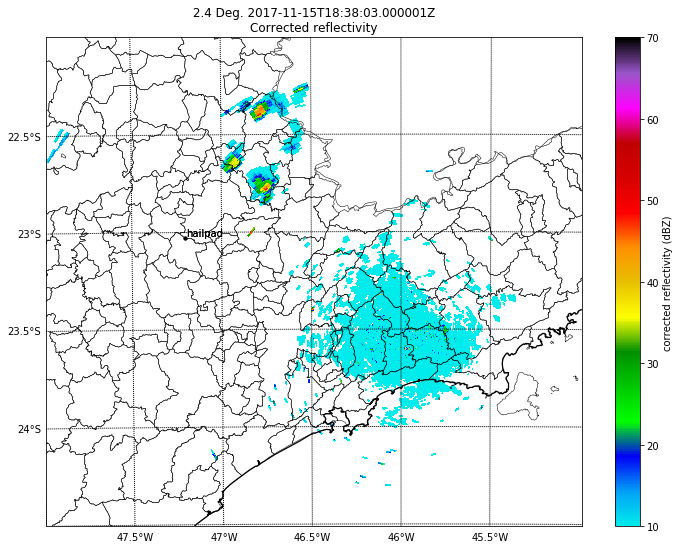 2.4 Deg. 2017-11-15T18:38:03.000001Z
Corrected reflectivity
70
60
50
40
30
20
10
corrected reflectivity (dBZ)
22.5°S
23°S
23.5°S
24°S
hailpad
47.5°W
47°W
46.5°W
46°W
45.5°W